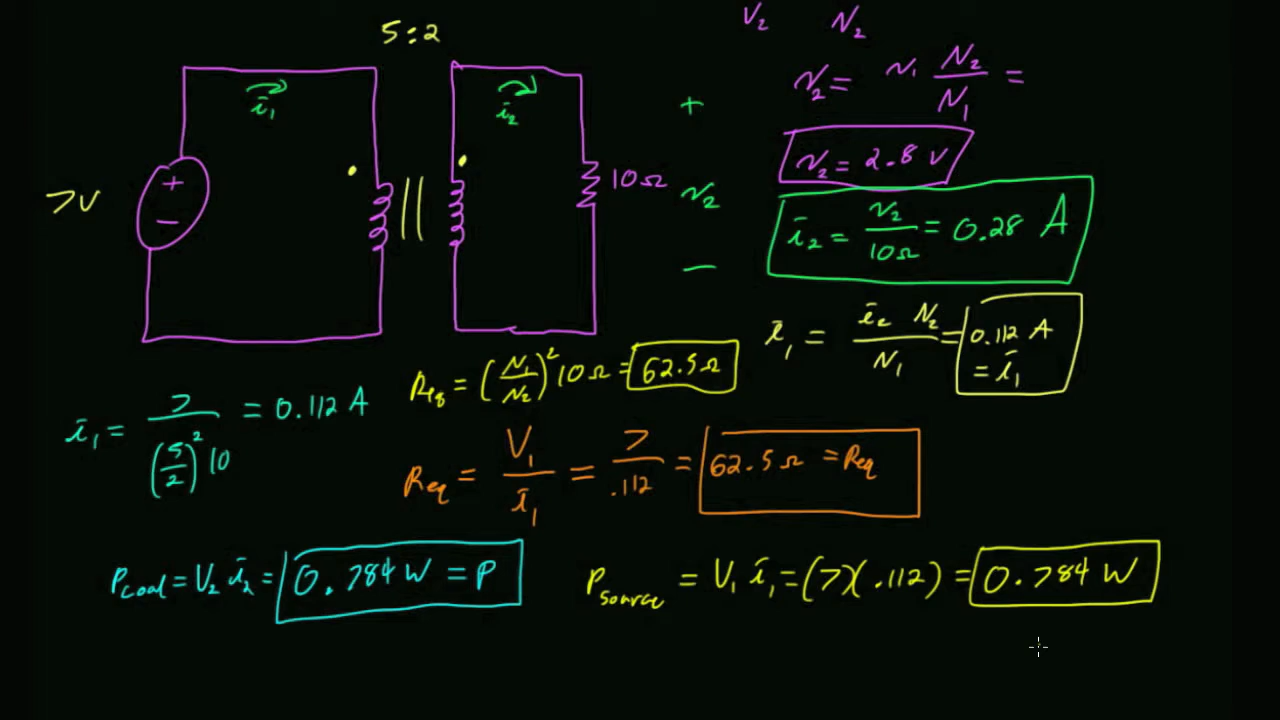 5:2
V₂ N₂
v₂ = v₁ N₂/N₁ =
i₁
i₂
+
v₂ = 2.8 V
+
−
7V
10Ω
v₂
−
i₂ = v₂/10Ω = 0.28 A
i₁ = i₂ N₂/N₁ = 0.112 A = i₁
Req = (N₁/N₂)² 10Ω = 62.5Ω
i₁ = 7/(5/2)² 10 = 0.112 A
Req = V₁/i₁ = 7/.112 = 62.5Ω = Req
Pload = V₂ i₂ = 0.784 W = P
Psource = V₁ i₁ = (7)(.112) = 0.784 W